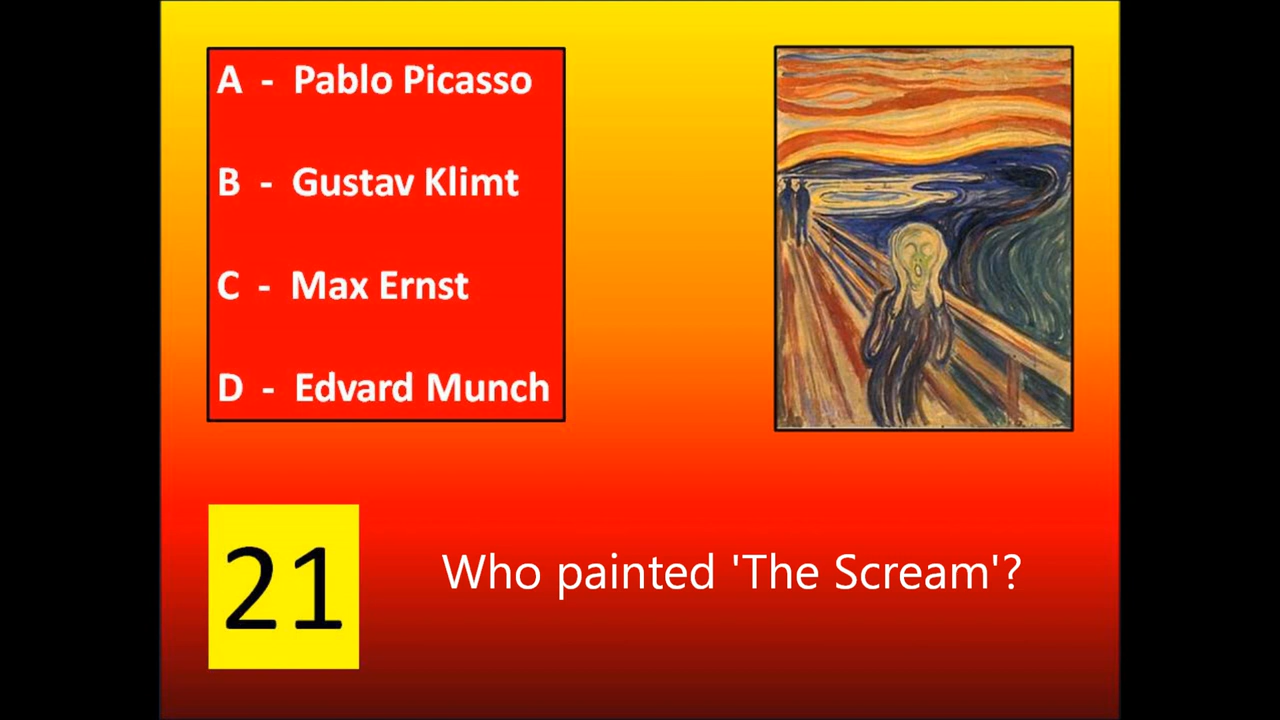 A - Pablo Picasso
B - Gustav Klimt
C - Max Ernst
D - Edvard Munch
21
Who painted 'The Scream'?